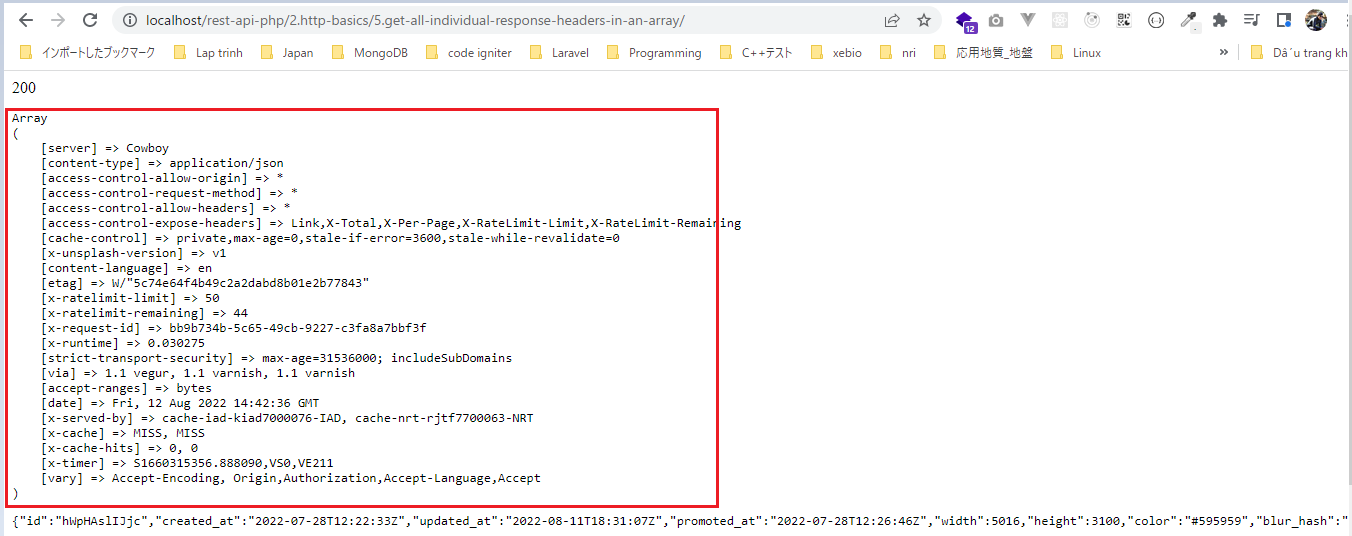 localhost/rest-api-php/2.http-basics/5.get-all-individual-response-headers-in-an-array/
12
インポートしたブックマーク Lap trinh Japan MongoDB code igniter Laravel Programming C++テスト xebio nri 応用地質_地盤 Linux » Dấu trang kh
200
Array
(
    [server] => Cowboy
    [content-type] => application/json
    [access-control-allow-origin] => *
    [access-control-request-method] => *
    [access-control-allow-headers] => *
    [access-control-expose-headers] => Link,X-Total,X-Per-Page,X-RateLimit-Limit,X-RateLimit-Remaining
    [cache-control] => private,max-age=0,stale-if-error=3600,stale-while-revalidate=0
    [x-unsplash-version] => v1
    [content-language] => en
    [etag] => W/"5c74e64f4b49c2a2dabd8b01e2b77843"
    [x-ratelimit-limit] => 50
    [x-ratelimit-remaining] => 44
    [x-request-id] => bb9b734b-5c65-49cb-9227-c3fa8a7bbf3f
    [x-runtime] => 0.030275
    [strict-transport-security] => max-age=31536000; includeSubDomains
    [via] => 1.1 vegur, 1.1 varnish, 1.1 varnish
    [accept-ranges] => bytes
    [date] => Fri, 12 Aug 2022 14:42:36 GMT
    [x-served-by] => cache-iad-kiad7000076-IAD, cache-nrt-rjtf7700063-NRT
    [x-cache] => MISS, MISS
    [x-cache-hits] => 0, 0
    [x-timer] => S1660315356.888090,VS0,VE211
    [vary] => Accept-Encoding, Origin,Authorization,Accept-Language,Accept
)
{"id":"hWpHAslIJjc","created_at":"2022-07-28T12:22:33Z","updated_at":"2022-08-11T18:31:07Z","promoted_at":"2022-07-28T12:26:46Z","width":5016,"height":3100,"color":"#595959","blur_hash":"